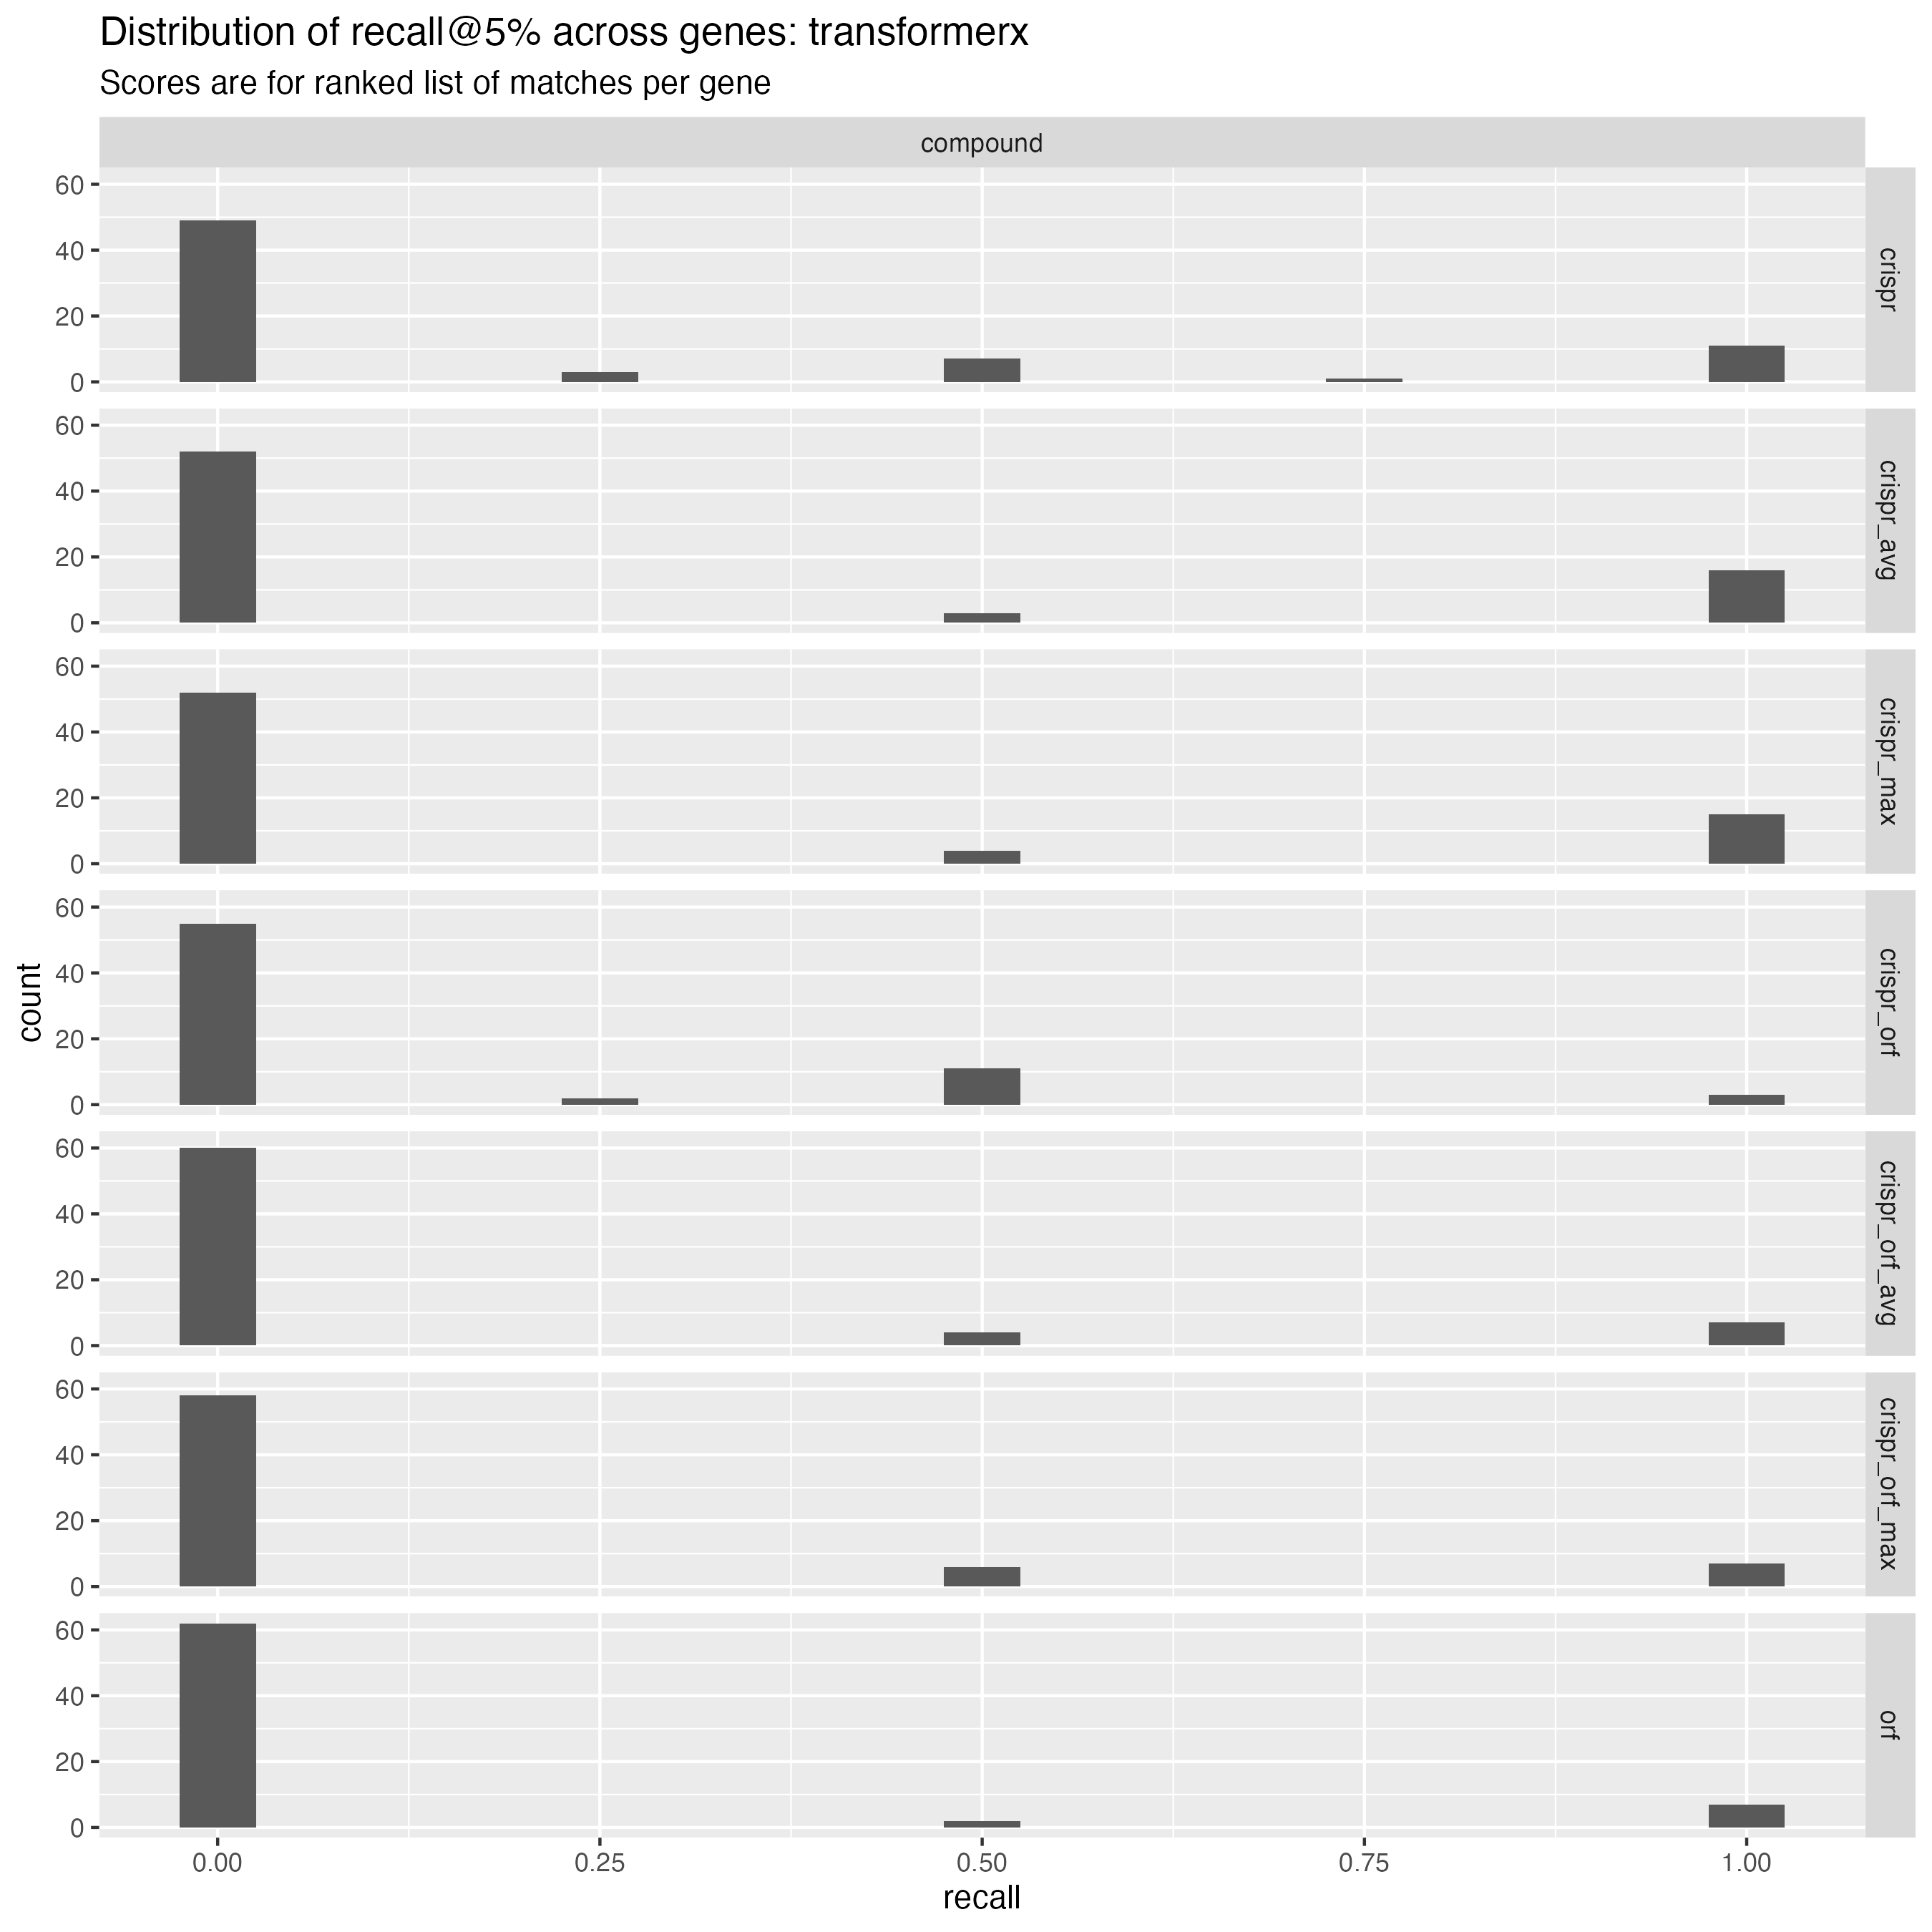 Distribution of recall@5% across genes: transformerx
Scores are for ranked list of matches per gene
compound
60
40
20
0
crispr
60
40
20
0
crispr_avg
60
40
20
0
crispr_max
60
40
20
0
crispr_orf
count
60
40
20
0
crispr_orf_avg
60
40
20
0
crispr_orf_max
60
40
20
0
orf
0.00 0.25 0.50 0.75 1.00
recall